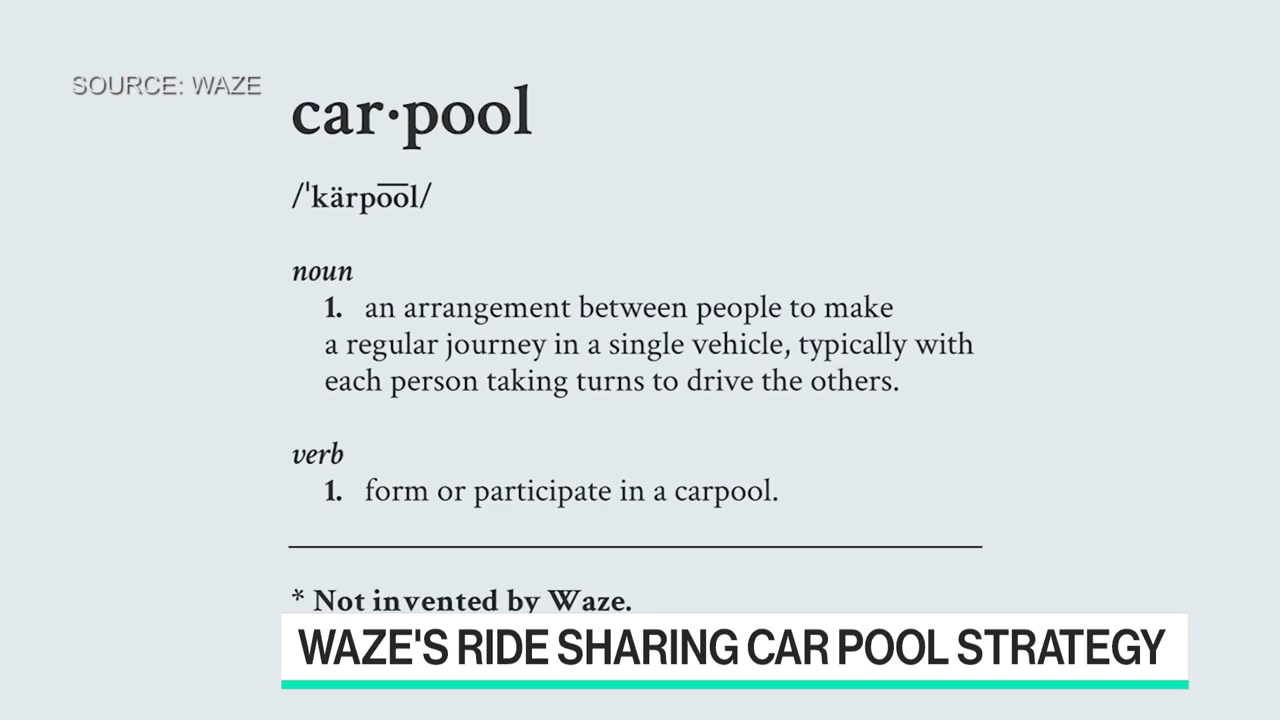 SOURCE: WAZE
car·pool
/ˈkärpo͞ol/
noun
1. an arrangement between people to make
a regular journey in a single vehicle, typically with
each person taking turns to drive the others.
verb
1. form or participate in a carpool.
* Not invented by Waze.
WAZE'S RIDE SHARING CAR POOL STRATEGY